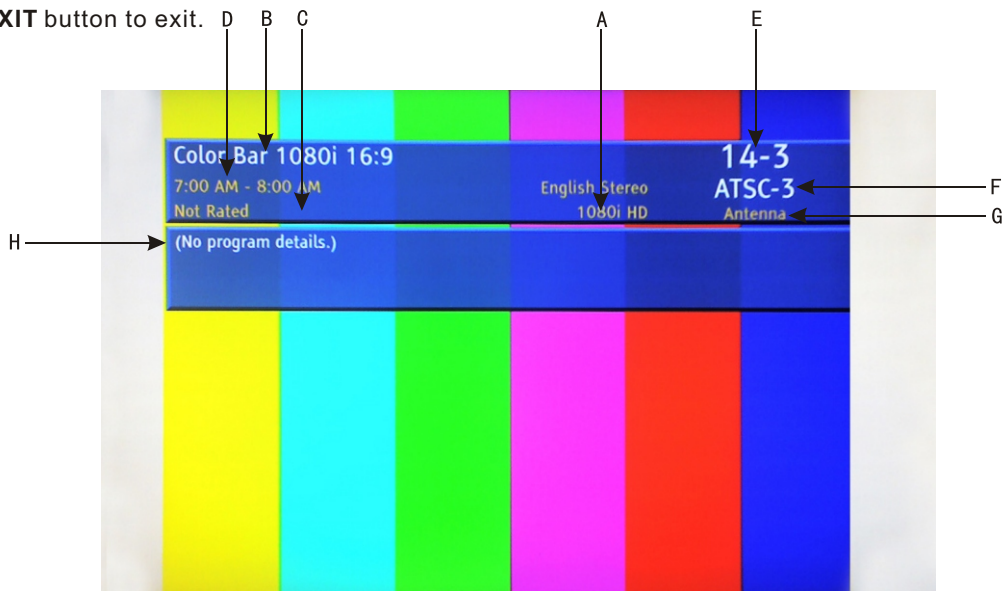 XIT button to exit. D B C A E
Color Bar 1080i 16:9 14-3
7:00 AM - 8:00 AM English Stereo ATSC-3 F
Not Rated 1080i HD Antenna G
H (No program details.)